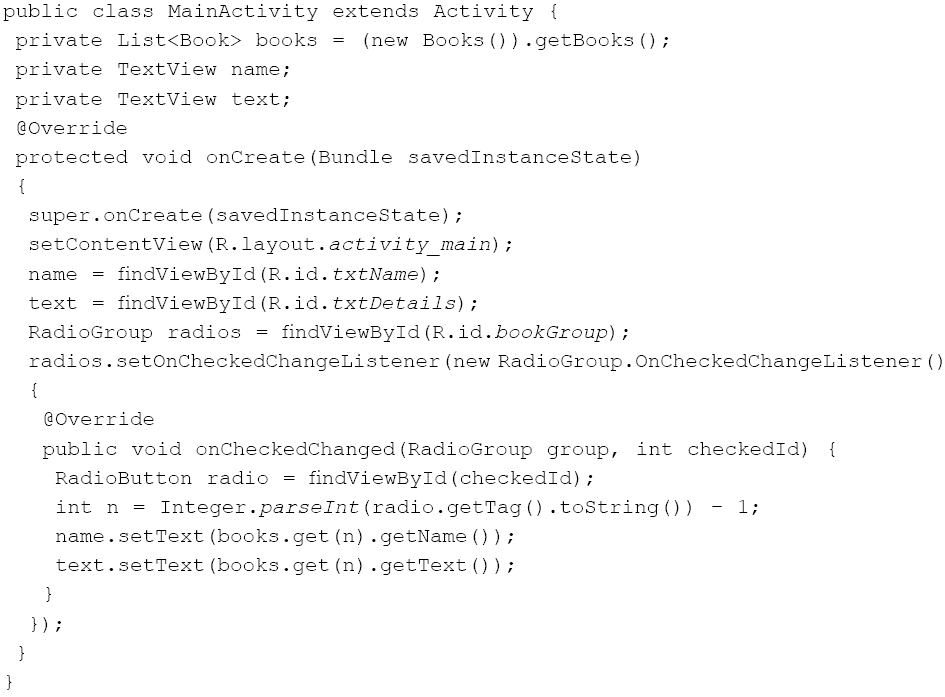 public class MainActivity extends Activity {
private List<Book> books = (new Books()).getBooks();
private TextView name;
private TextView text;
@Override
protected void onCreate(Bundle savedInstanceState)
{
super.onCreate(savedInstanceState);
setContentView(R.layout.activity_main);
name = findViewById(R.id.txtName);
text = findViewById(R.id.txtDetails);
RadioGroup radios = findViewById(R.id.bookGroup);
radios.setOnCheckedChangeListener(new RadioGroup.OnCheckedChangeListener()
{
@Override
public void onCheckedChanged(RadioGroup group, int checkedId) {
RadioButton radio = findViewById(checkedId);
int n = Integer.parseInt(radio.getTag().toString()) - 1;
name.setText(books.get(n).getName());
text.setText(books.get(n).getText());
}
});
}
}